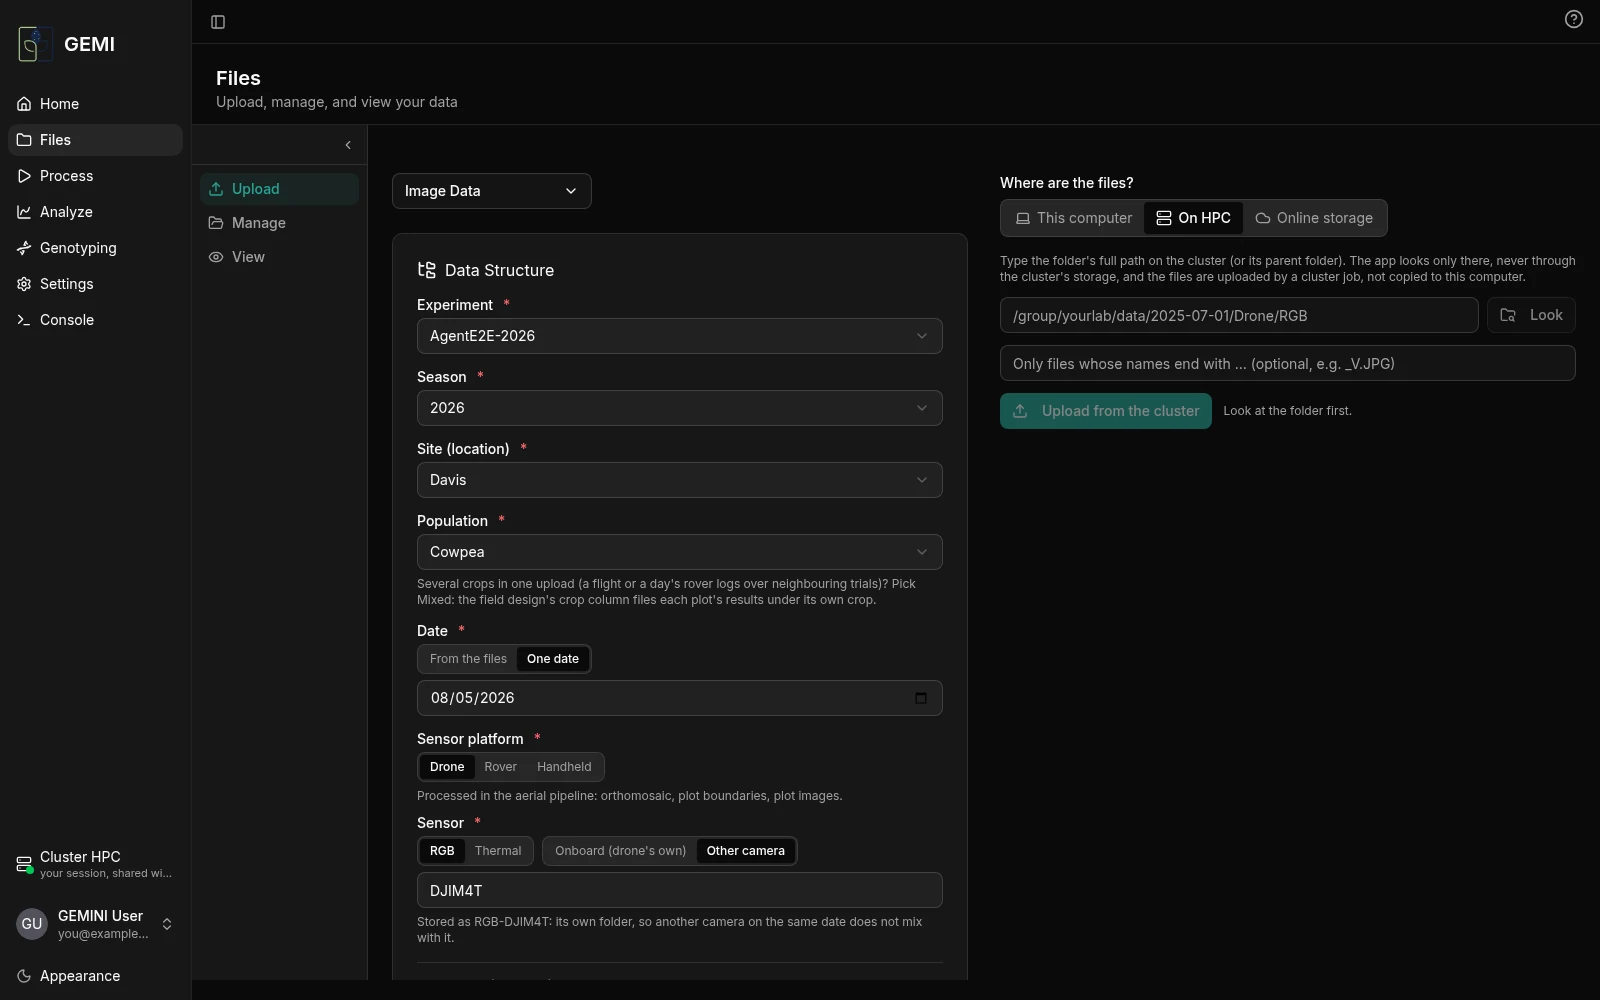 GEMI
Home
Files
Process
Analyze
Genotyping
Settings
Console
Cluster HPC
your session, shared wi...
GU
GEMINI User
you@example...
Appearance
Files
Upload, manage, and view your data
Upload
Manage
View
Image Data
Data Structure
Experiment *
AgentE2E-2026
Season *
2026
Site (location) *
Davis
Population *
Cowpea
Several crops in one upload (a flight or a day's rover logs over neighbouring trials)? Pick
Mixed: the field design's crop column files each plot's results under its own crop.
Date *
From the files One date
08/05/2026
Sensor platform *
Drone Rover Handheld
Processed in the aerial pipeline: orthomosaic, plot boundaries, plot images.
Sensor *
RGB Thermal Onboard (drone's own) Other camera
DJIM4T
Stored as RGB-DJIM4T: its own folder, so another camera on the same date does not mix
with it.
Where are the files?
This computer On HPC Online storage
Type the folder's full path on the cluster (or its parent folder). The app looks only there, never through
the cluster's storage, and the files are uploaded by a cluster job, not copied to this computer.
/group/yourlab/data/2025-07-01/Drone/RGB Look
Only files whose names end with ... (optional, e.g. _V.JPG)
Upload from the cluster Look at the folder first.